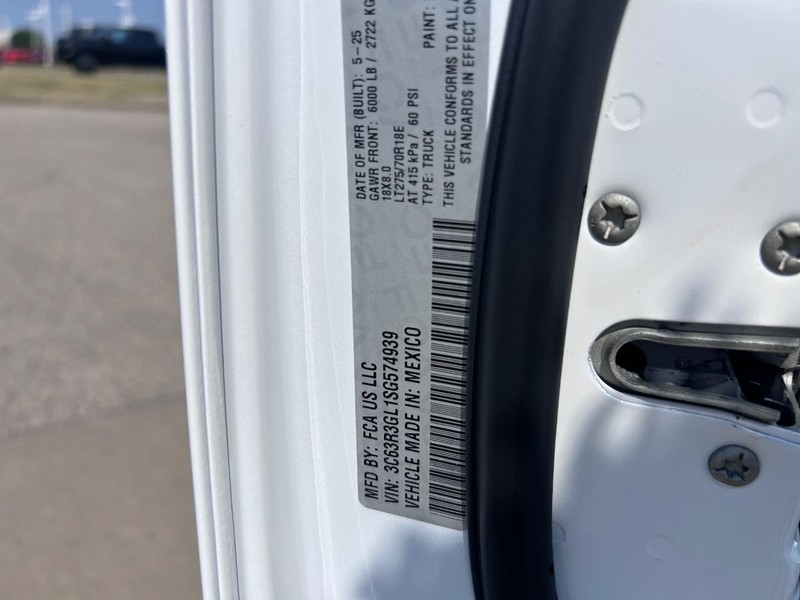 MFD BY: FCA US LLC
DATE OF MFR (BUILT): 5-25
GAWR FRONT: 6000 LB / 2722 KG
18X8.0
LT275/70R18E
AT 415 kPa / 60 PSI
TYPE: TRUCK
PAINT:
THIS VEHICLE CONFORMS TO ALL
STANDARDS IN EFFECT ON
VIN: 3C63R3GL1SG574939
VEHICLE MADE IN: MEXICO